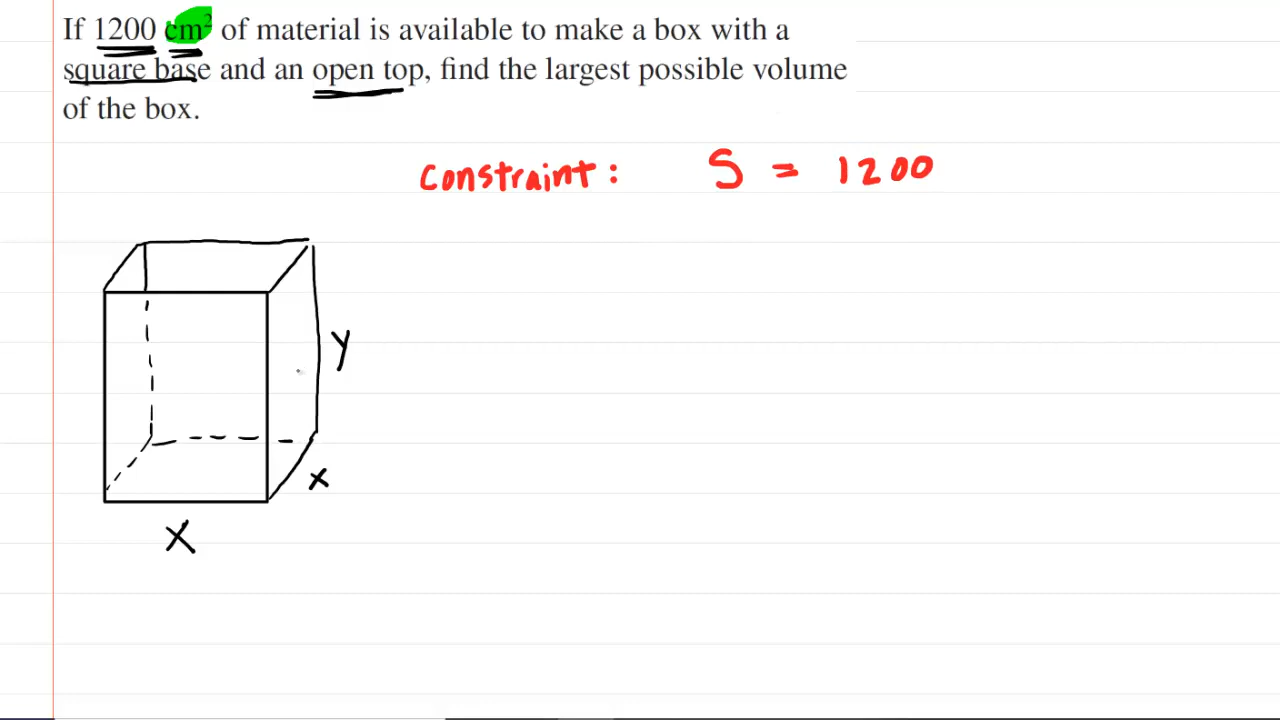 If 1200 cm² of material is available to make a box with a
square base and an open top, find the largest possible volume
of the box.
Constraint: S = 1200
y
x
X